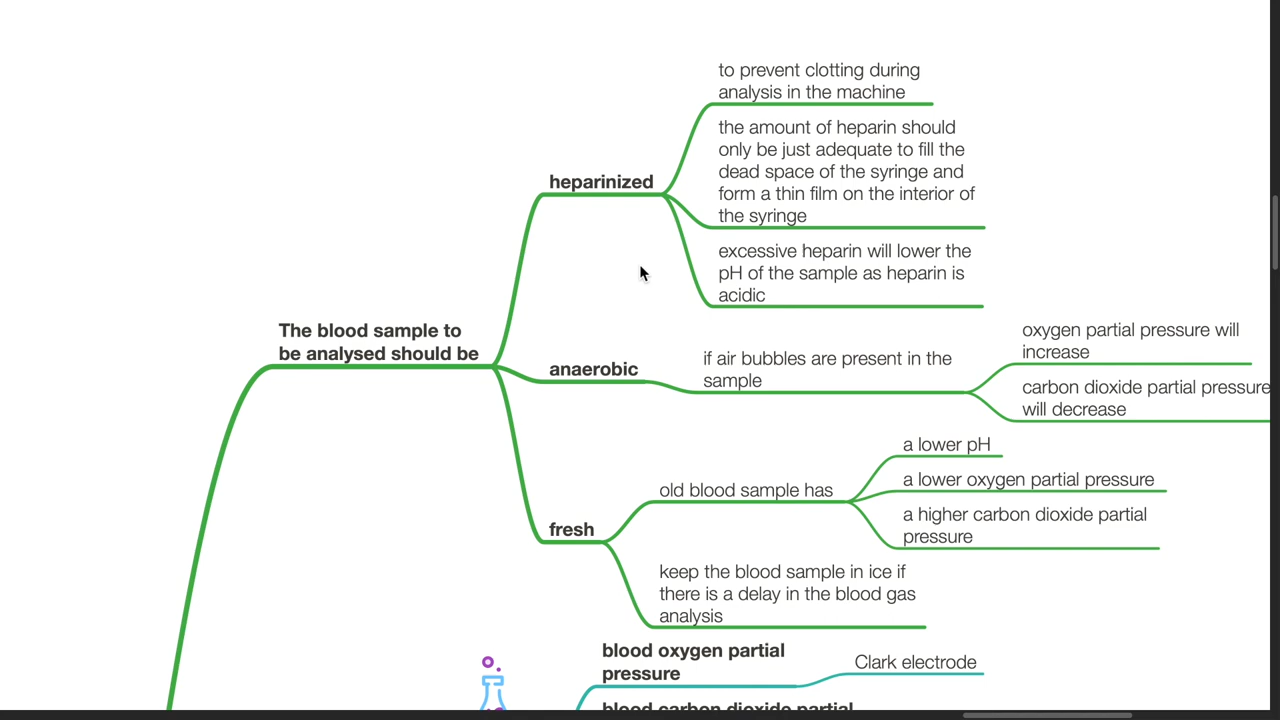 to prevent clotting during
analysis in the machine
the amount of heparin should
only be just adequate to fill the
dead space of the syringe and
form a thin film on the interior of
the syringe
heparinized
excessive heparin will lower the
pH of the sample as heparin is
acidic
The blood sample to
be analysed should be
anaerobic
if air bubbles are present in the
sample
oxygen partial pressure will
increase
carbon dioxide partial pressure
will decrease
fresh
old blood sample has
a lower pH
a lower oxygen partial pressure
a higher carbon dioxide partial
pressure
keep the blood sample in ice if
there is a delay in the blood gas
analysis
blood oxygen partial
pressure
Clark electrode
blood carbon dioxide partial